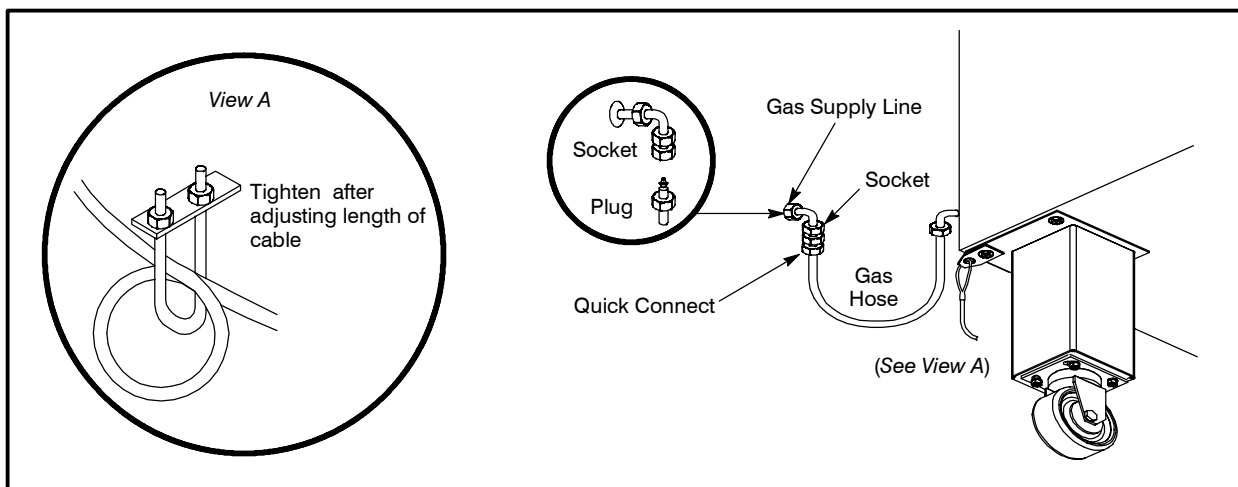 View A
Tighten after
adjusting length of
cable
Socket
Plug
Gas Supply Line
Socket
Quick Connect
Gas
Hose
(See View A)